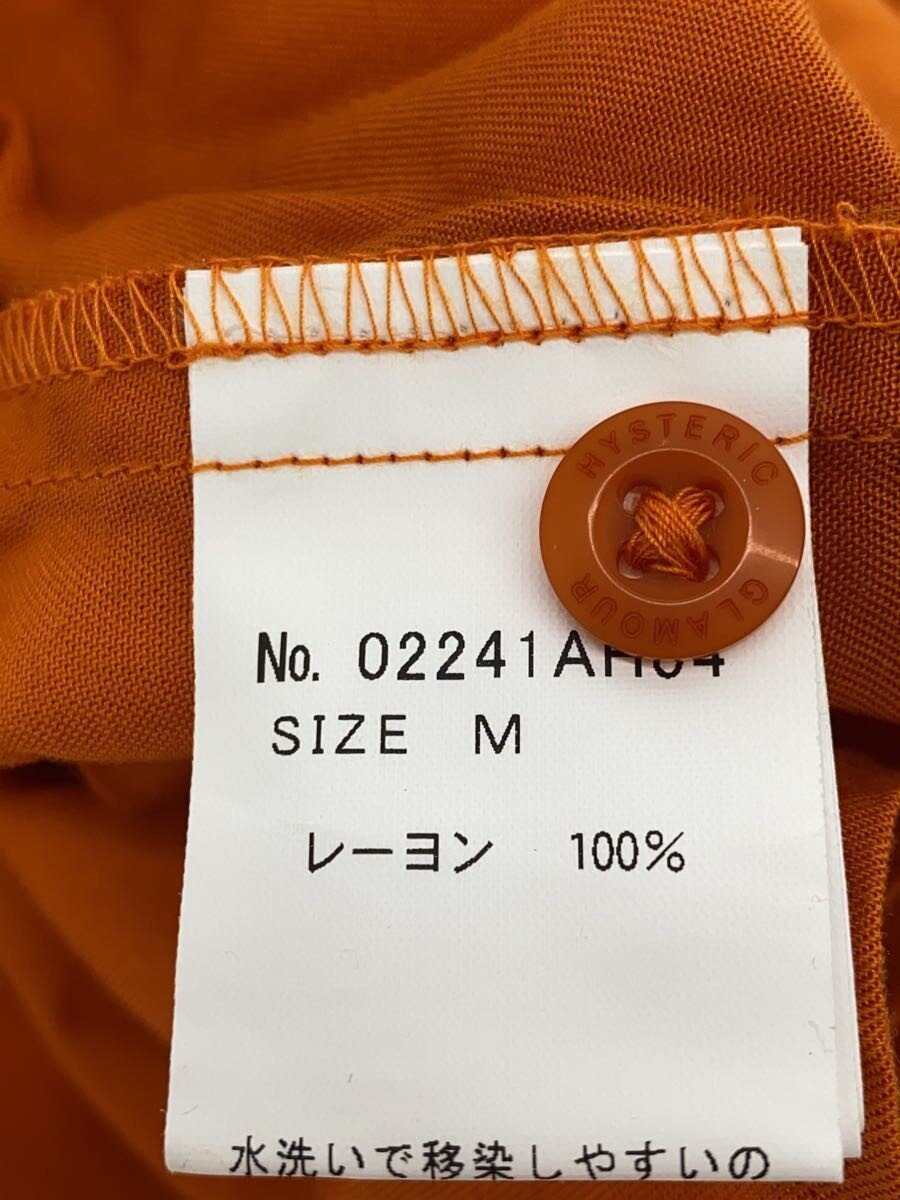 HYSTERIC
GLAMOUR
No. 02241AH04
SIZE M
レーヨン 100%
水洗いで移染しやすいの